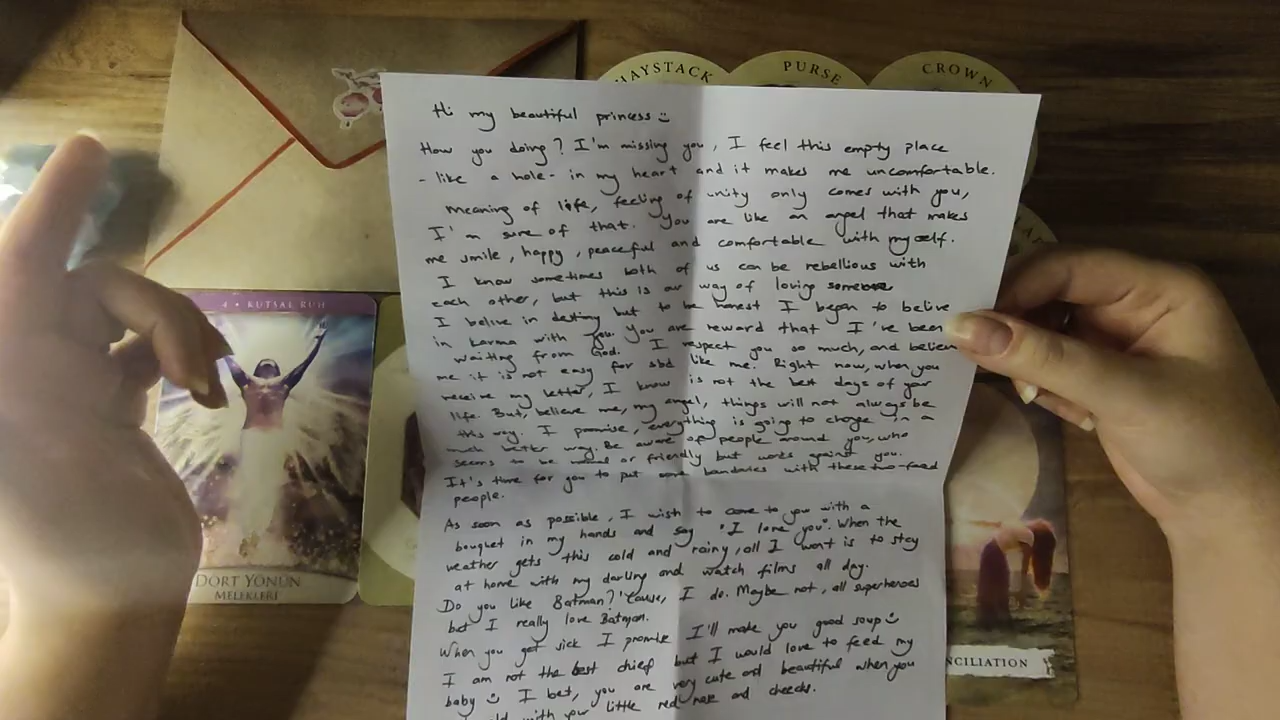 HAYSTACK
PURSE
CROWN
Hi my beautiful princess :)
How you doing? I'm missing you, I feel this empty place
- like a hole - in my heart and it makes me uncomfortable.
Meaning of life, feeling of unity only comes with you,
I'm sure of that. You are like an angel that makes
me smile, happy, peaceful and comfortable with myself.
I know sometimes both of us can be rebellious with
each other, but this is our way of loving someone
I belive in destiny but to be honest I began to belive
in karma with you. You are reward that I've been
waiting from God. I respect you so much, and believe
me it is not easy for sbd like me. Right now, when you
receive my letter, I know is not the best days of your
life. But, believe me, my angel, things will not always be
this way. I promise, everything is going to change in a
much better way. Be aware of people around you, who
seems to be or friendly but works against you.
It's time for you to put some bondaries with these two-faed
people.
As soon as possible, I wish to come to you with a
bouquet in my hands and say "I love you". When the
weather gets this cold and rainy, all I want is to stay
at home with my darling and watch films all day.
Do you like Batman? 'Cause, I do. Maybe not, all superheroes
but I really love Batman.
When you get sick I promise I'll make you good soup :)
I am not the best chief but I would love to feed my
baby :) I bet, you are very cute and beautiful when you
with your little red nose and cheeks.
4 • KUTSAL RUH
DÖRT YÖNÜN
MELEKLERİ
NCILIATION